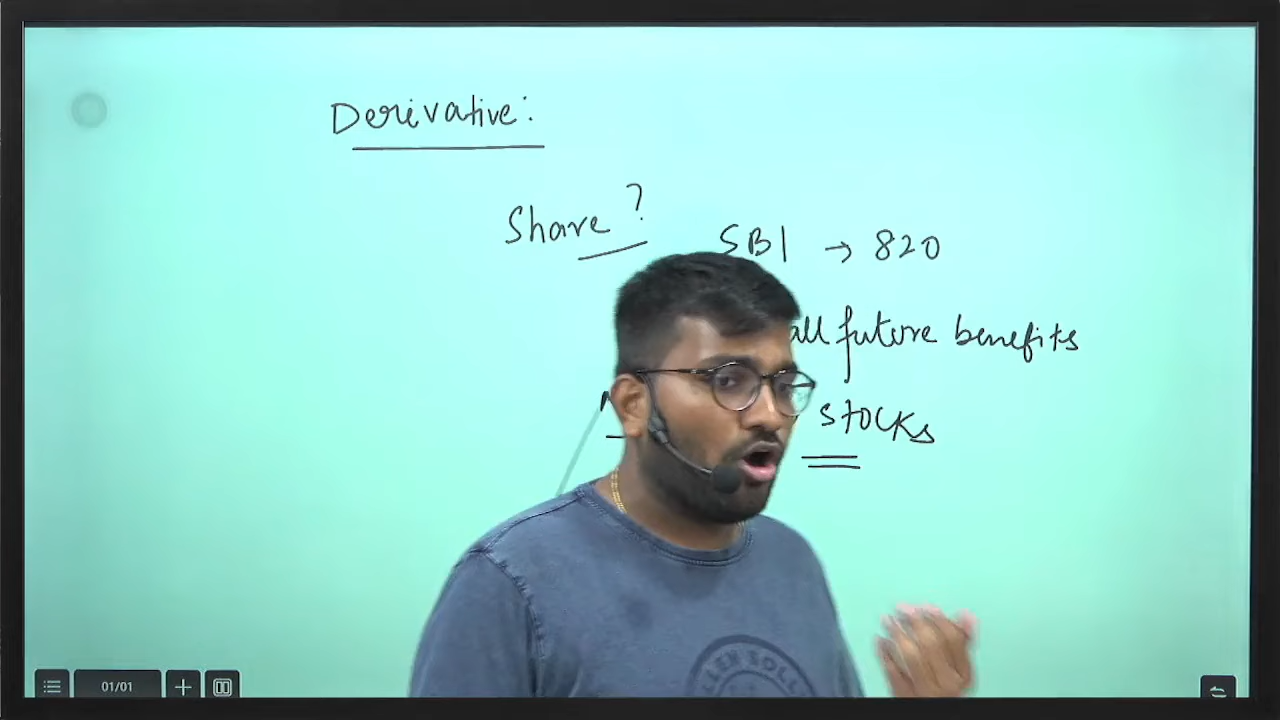 Derivative:
Share ?
SBI → 820
all future benefits
stocks
01/01